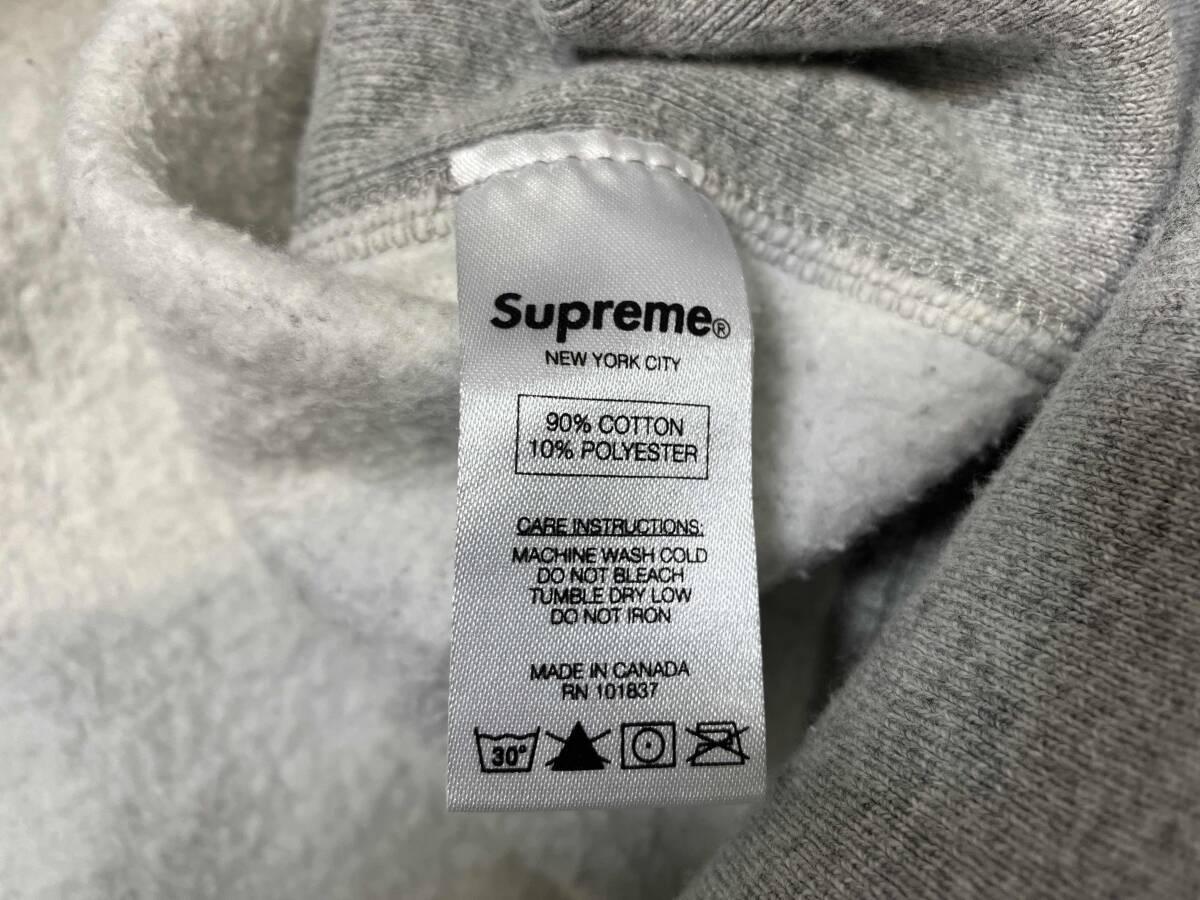 Supreme®
NEW YORK CITY
90% COTTON
10% POLYESTER
CARE INSTRUCTIONS:
MACHINE WASH COLD
DO NOT BLEACH
TUMBLE DRY LOW
DO NOT IRON
MADE IN CANADA
RN 101837
30°